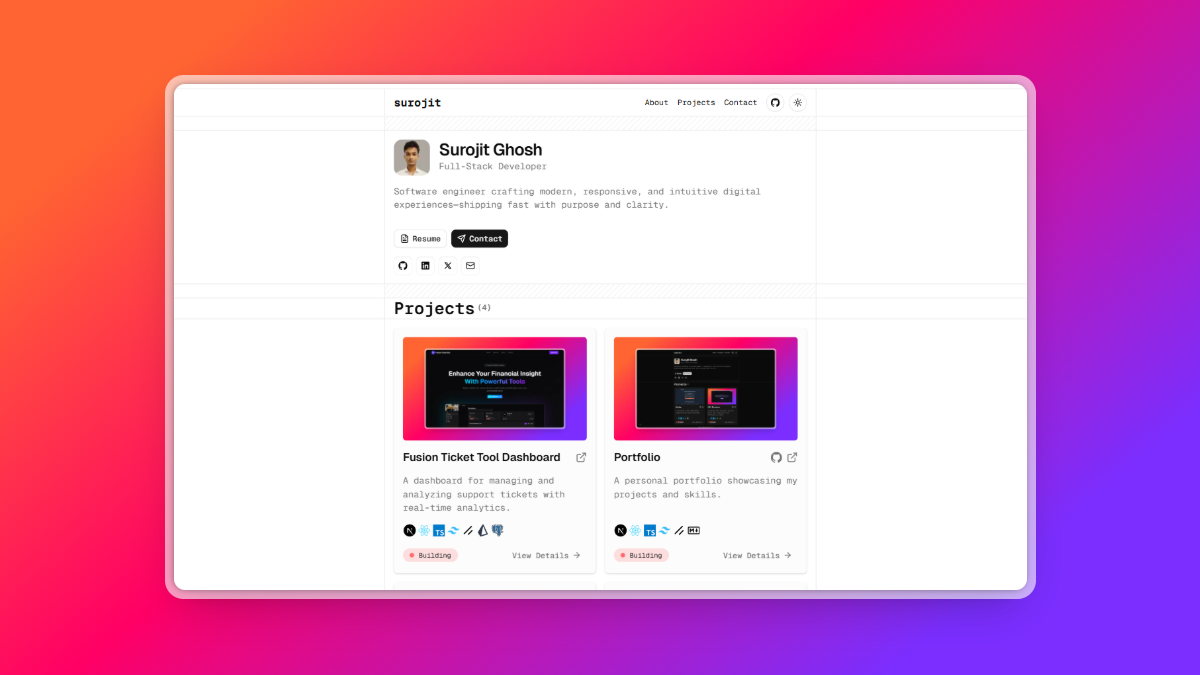 surojit
About Projects Contact
Surojit Ghosh
Full-Stack Developer
Software engineer crafting modern, responsive, and intuitive digital
experiences—shipping fast with purpose and clarity.
Resume Contact
Projects (4)
Enhance Your Financial Insight
With Powerful Tools
Fusion Ticket Tool Dashboard
A dashboard for managing and
analyzing support tickets with
real-time analytics.
N TS
Building View Details →
Portfolio
A personal portfolio showcasing my
projects and skills.
N TS
Building View Details →